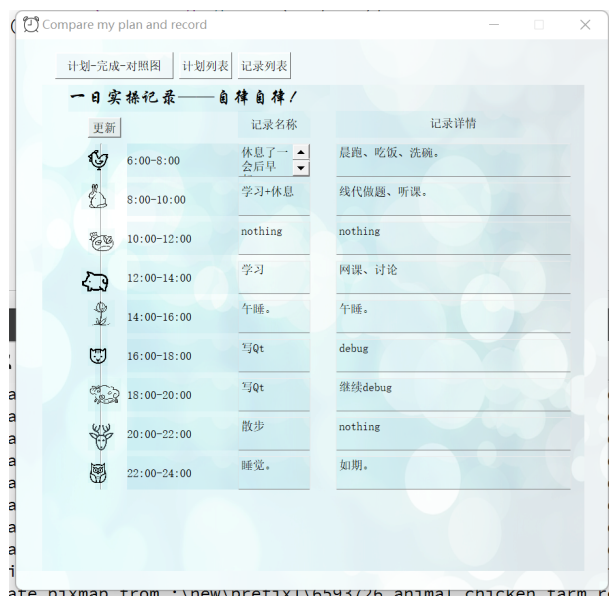 Compare my plan and record
计划-完成-对照图 计划列表 记录列表
一日实操记录——自律自律！
更新 记录名称 记录详情
6:00-8:00 休息了一会后早 晨跑、吃饭、洗碗。
8:00-10:00 学习+休息 线代做题、听课。
10:00-12:00 nothing nothing
12:00-14:00 学习 网课、讨论
14:00-16:00 午睡。 午睡。
16:00-18:00 写Qt debug
18:00-20:00 写Qt 继续debug
20:00-22:00 散步 nothing
22:00-24:00 睡觉。 如期。